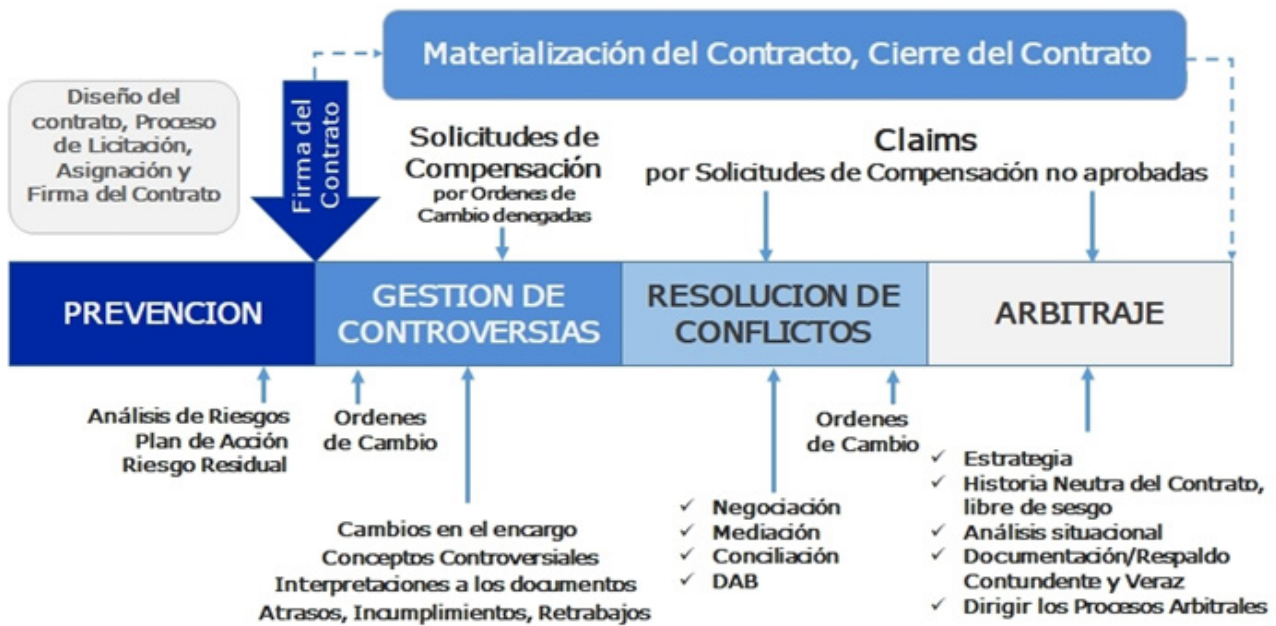 Materialización del Contracto, Cierre del Contrato
Diseño del
contrato, Proceso
de Licitación,
Asignación y
Firma del Contrato
Firma del
Contrato
Solicitudes de
Compensación
por Ordenes de
Cambio denegadas
Claims
por Solicitudes de Compensación no aprobadas
PREVENCION
GESTION DE
CONTROVERSIAS
RESOLUCION DE
CONFLICTOS
ARBITRAJE
Análisis de Riesgos
Plan de Acción
Riesgo Residual
Ordenes
de Cambio
Cambios en el encargo
Conceptos Controversiales
Interpretaciones a los documentos
Atrasos, Incumplimientos, Retrabajos
✓ Negociación
✓ Mediación
✓ Conciliación
✓ DAB
Ordenes
de Cambio
✓ Estrategia
✓ Historia Neutra del Contrato,
libre de sesgo
✓ Análisis situacional
✓ Documentación/Respaldo
Contundente y Veraz
✓ Dirigir los Procesos Arbitrales